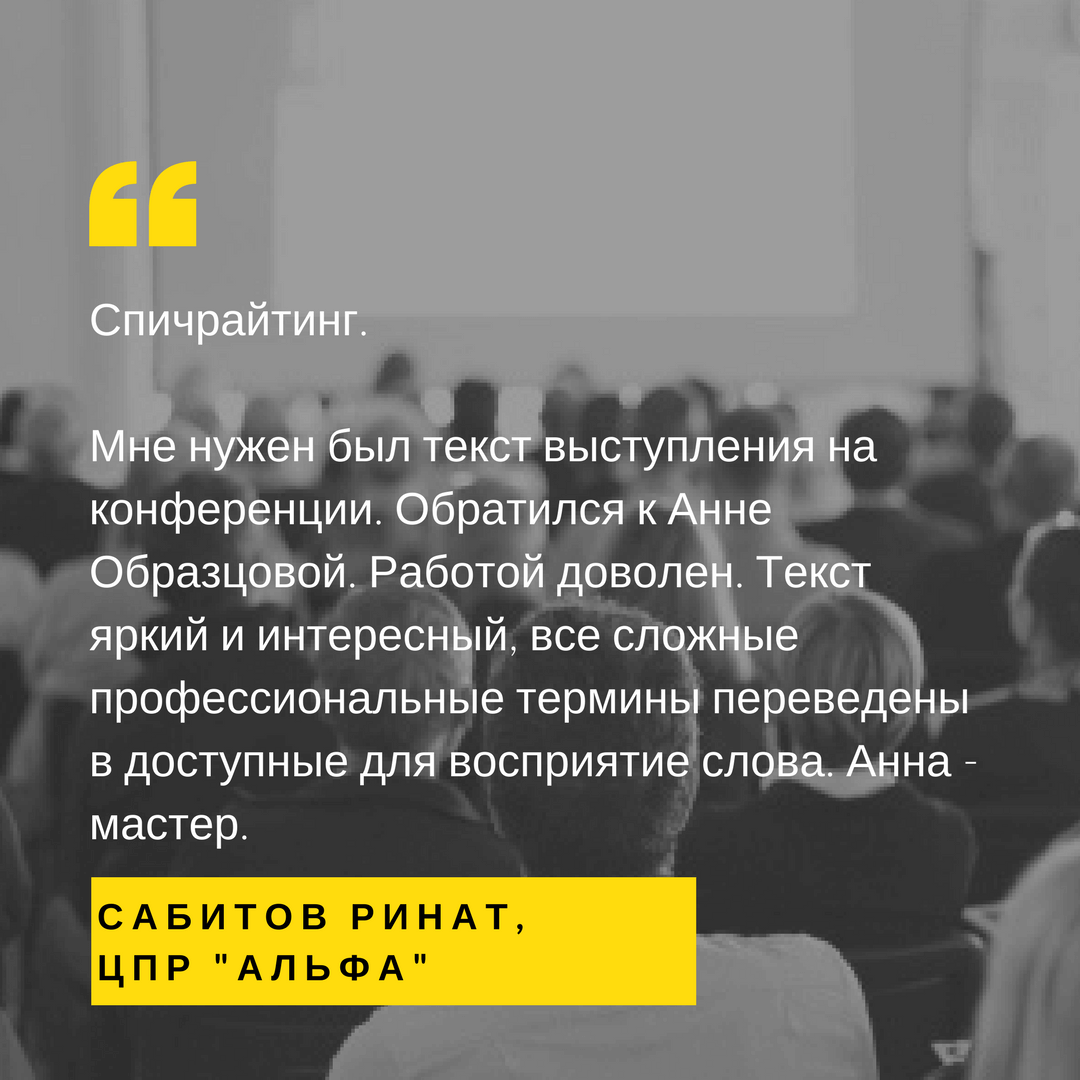 Спичрайтинг.
Мне нужен был текст выступления на
конференции. Обратился к Анне
Образцовой. Работой доволен. Текст
яркий и интересный, все сложные
профессиональные термины переведены
в доступные для восприятие слова. Анна -
мастер.
САБИТОВ РИНАТ,
ЦПР "АЛЬФА"